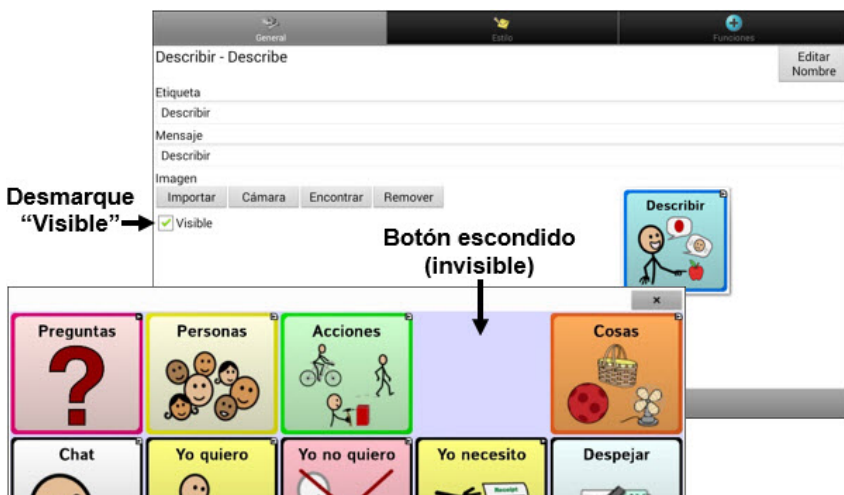 General
Estilo
Funciones
Describir - Describe
Editar
Nombre
Etiqueta
Describir
Mensaje
Describir
Imagen
Importar Cámara Encontrar Remover
Desmarque
“Visible”
Visible
Describir
Botón escondido
(invisible)
×
Preguntas
Personas
Acciones
Cosas
Chat
Yo quiero
Yo no quiero
Yo necesito
Despejar
Receipt